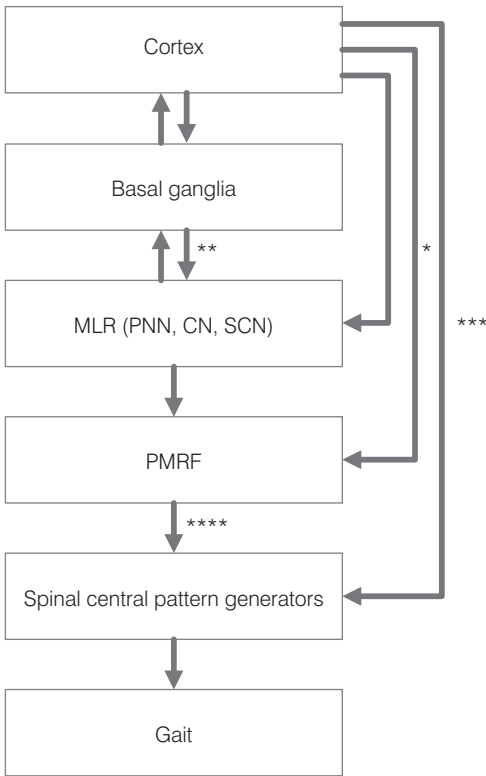 Cortex
Basal ganglia
**
*
MLR (PNN, CN, SCN)
***
PMRF
****
Spinal central pattern generators
Gait